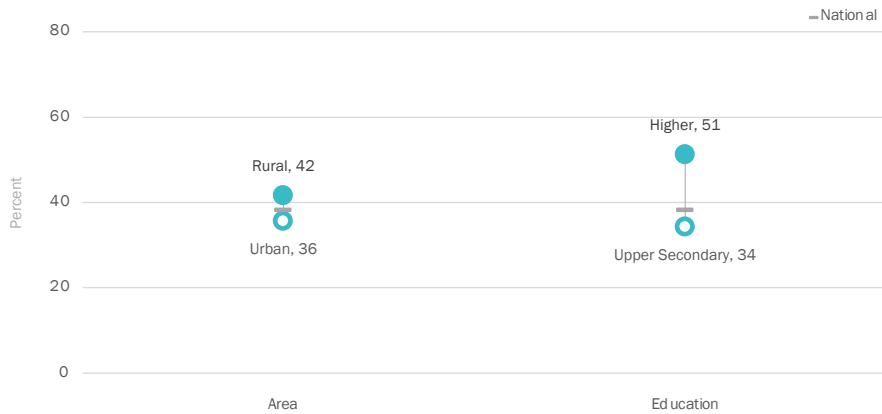 National
80
60
40
20
0
Percent
Higher, 51
Rural, 42
Urban, 36
Upper Secondary, 34
Area
Education